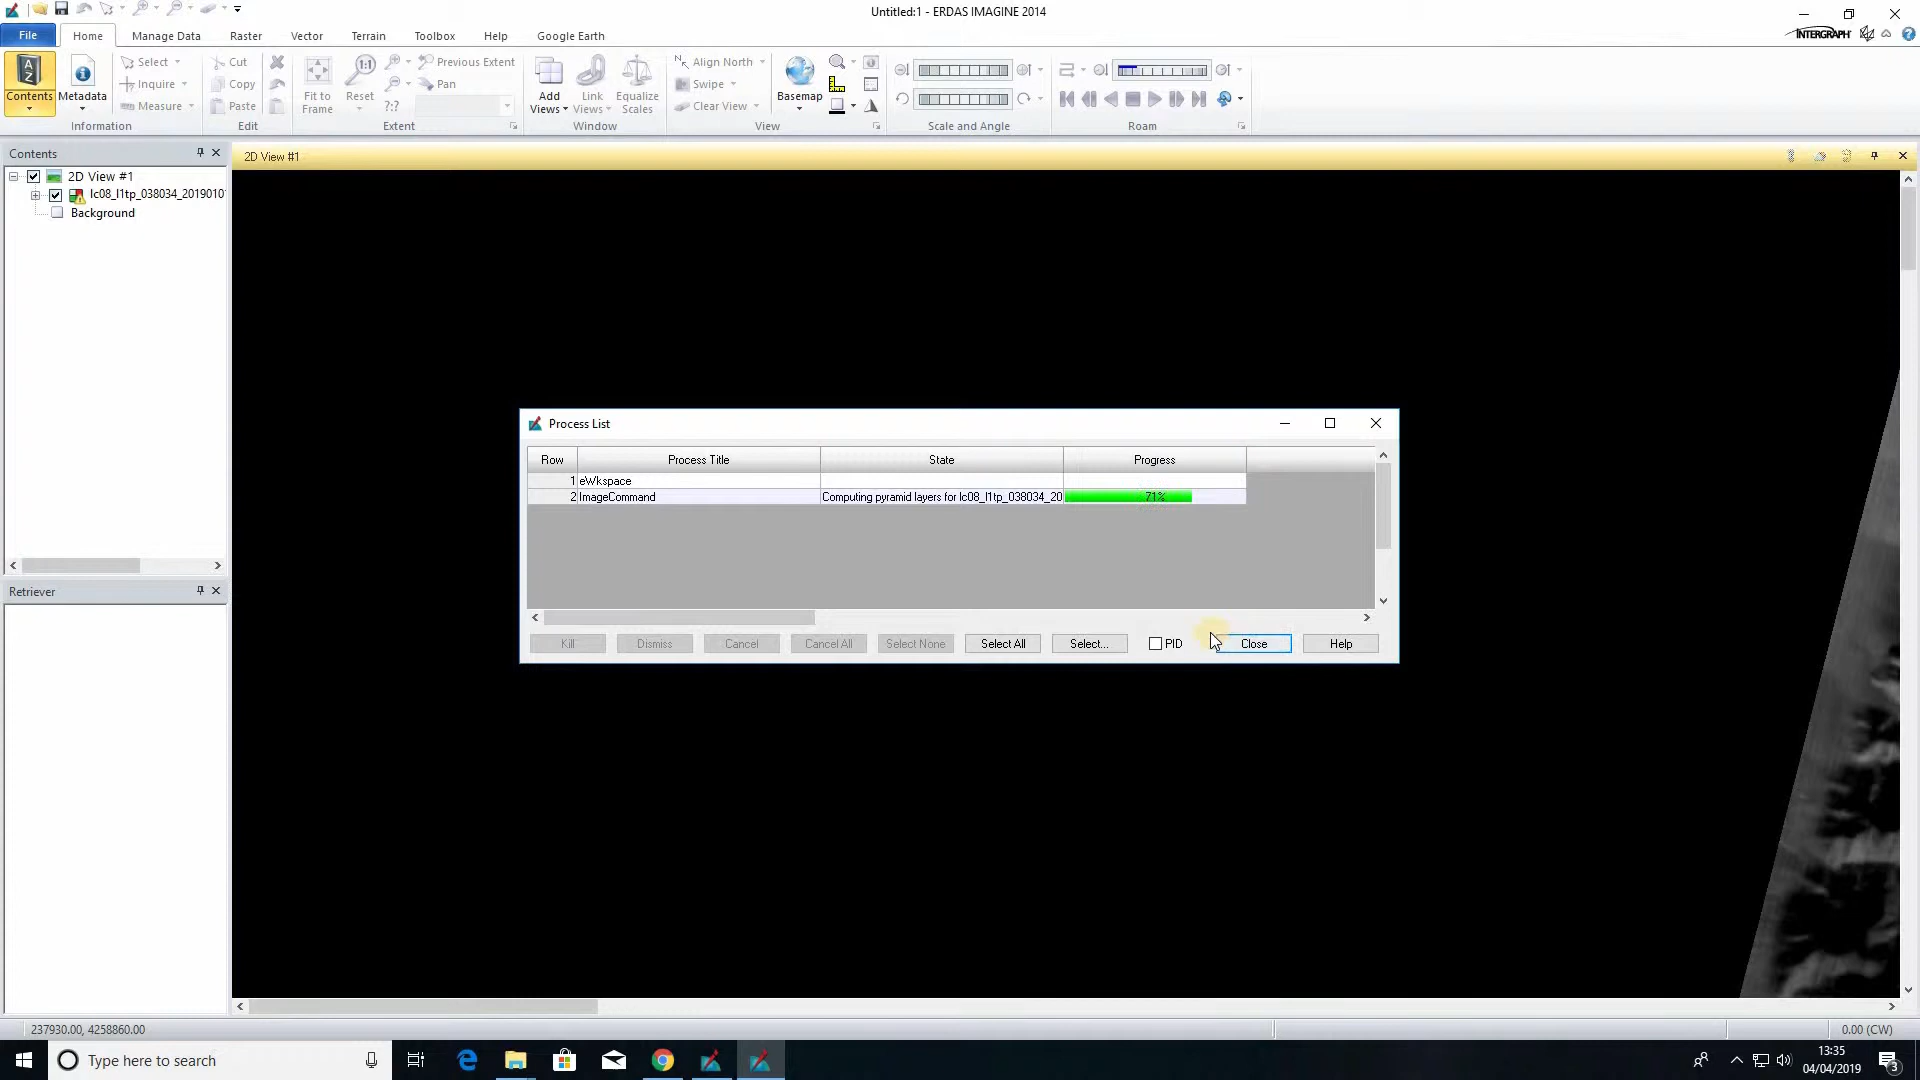 Untitled:1 - ERDAS IMAGINE 2014
File Home Manage Data Raster Vector Terrain Toolbox Help Google Earth
INTERGRAPH
A Z
Contents
Metadata
Select
Inquire
Measure
Information
Cut
Copy
Paste
Edit
Fit to Frame
1:1
Reset
?:?
Previous Extent
Pan
Extent
Add Views
Link Views
Equalize Scales
Window
Align North
Swipe
Clear View
Basemap
View
Scale and Angle
Roam
Contents
2D View #1
lc08_l1tp_038034_2019010
Background
Retriever
2D View #1
Process List
Row Process Title State Progress
1 eWkspace
2 ImageCommand Computing pyramid layers for lc08_l1tp_038034_20 71%
Kill Dismiss Cancel Cancel All Select None Select All Select... PID Close Help
237930.00, 4258860.00
0.00 (CW)
Type here to search
13:35
04/04/2019
3